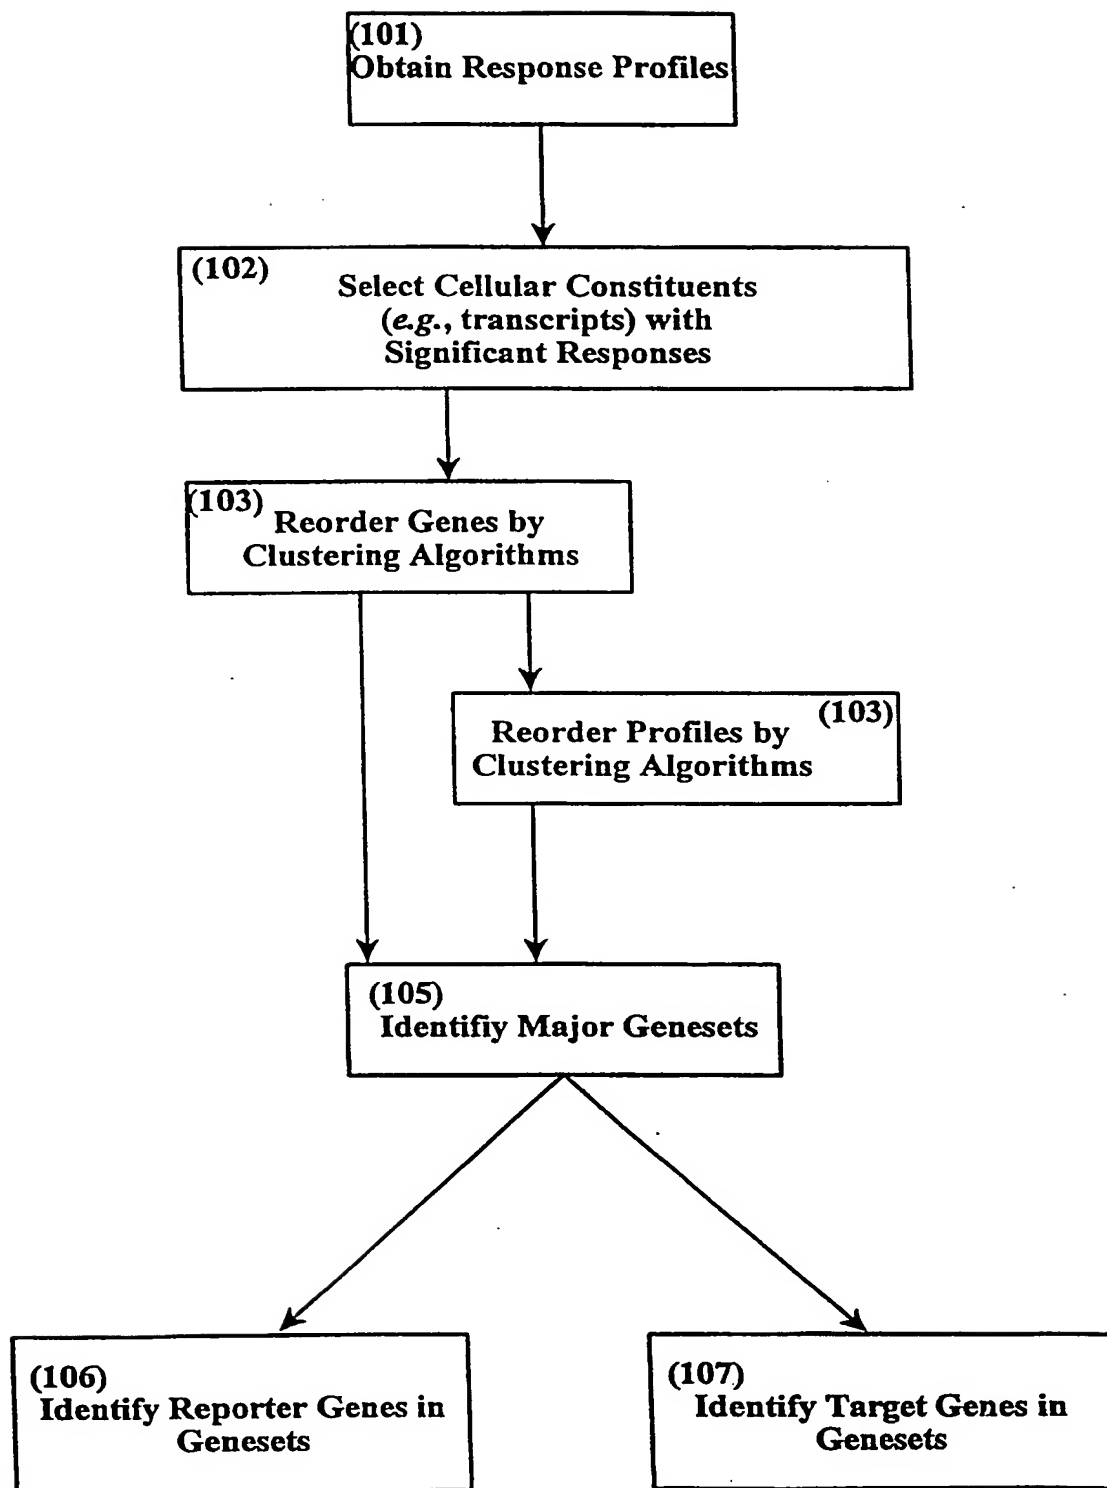 (101)
Obtain Response Profiles
(102)
Select Cellular Constituents
(e.g., transcripts) with
Significant Responses
(103)
Reorder Genes by
Clustering Algorithms
(103)
Reorder Profiles by
Clustering Algorithms
(105)
Identifiy Major Genesets
(106)
Identify Reporter Genes in
Genesets
(107)
Identify Target Genes in
Genesets